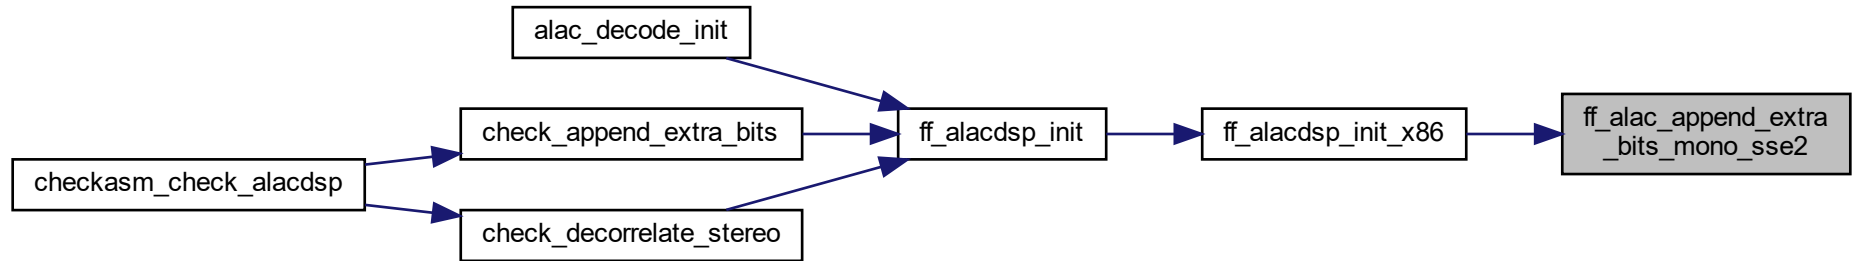 alac_decode_init
check_append_extra_bits
checkasm_check_alacdsp
check_decorrelate_stereo
ff_alacdsp_init
ff_alacdsp_init_x86
ff_alac_append_extra
_bits_mono_sse2